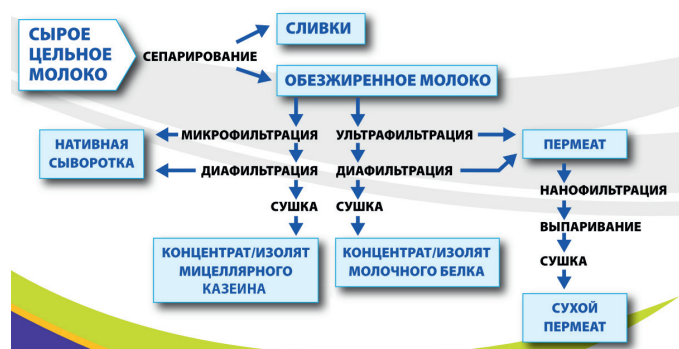 СЫРОЕ
ЦЕЛЬНОЕ
МОЛОКО
СЕПАРИРОВАНИЕ
СЛИВКИ
ОБЕЗЖИРЕННОЕ МОЛОКО
НАТИВНАЯ
СЫВОРОТКА
МИКРОФИЛЬТРАЦИЯ
ДИАФИЛЬТРАЦИЯ
СУШКА
КОНЦЕНТРАТ/ИЗОЛЯТ
МИЦЕЛЛЯРНОГО
КАЗЕИНА
УЛЬТРАФИЛЬТРАЦИЯ
ДИАФИЛЬТРАЦИЯ
СУШКА
КОНЦЕНТРАТ/ИЗОЛЯТ
МОЛОЧНОГО БЕЛКА
ПЕРМЕАТ
НАНОФИЛЬТРАЦИЯ
ВЫПАРИВАНИЕ
СУШКА
СУХОЙ
ПЕРМЕАТ